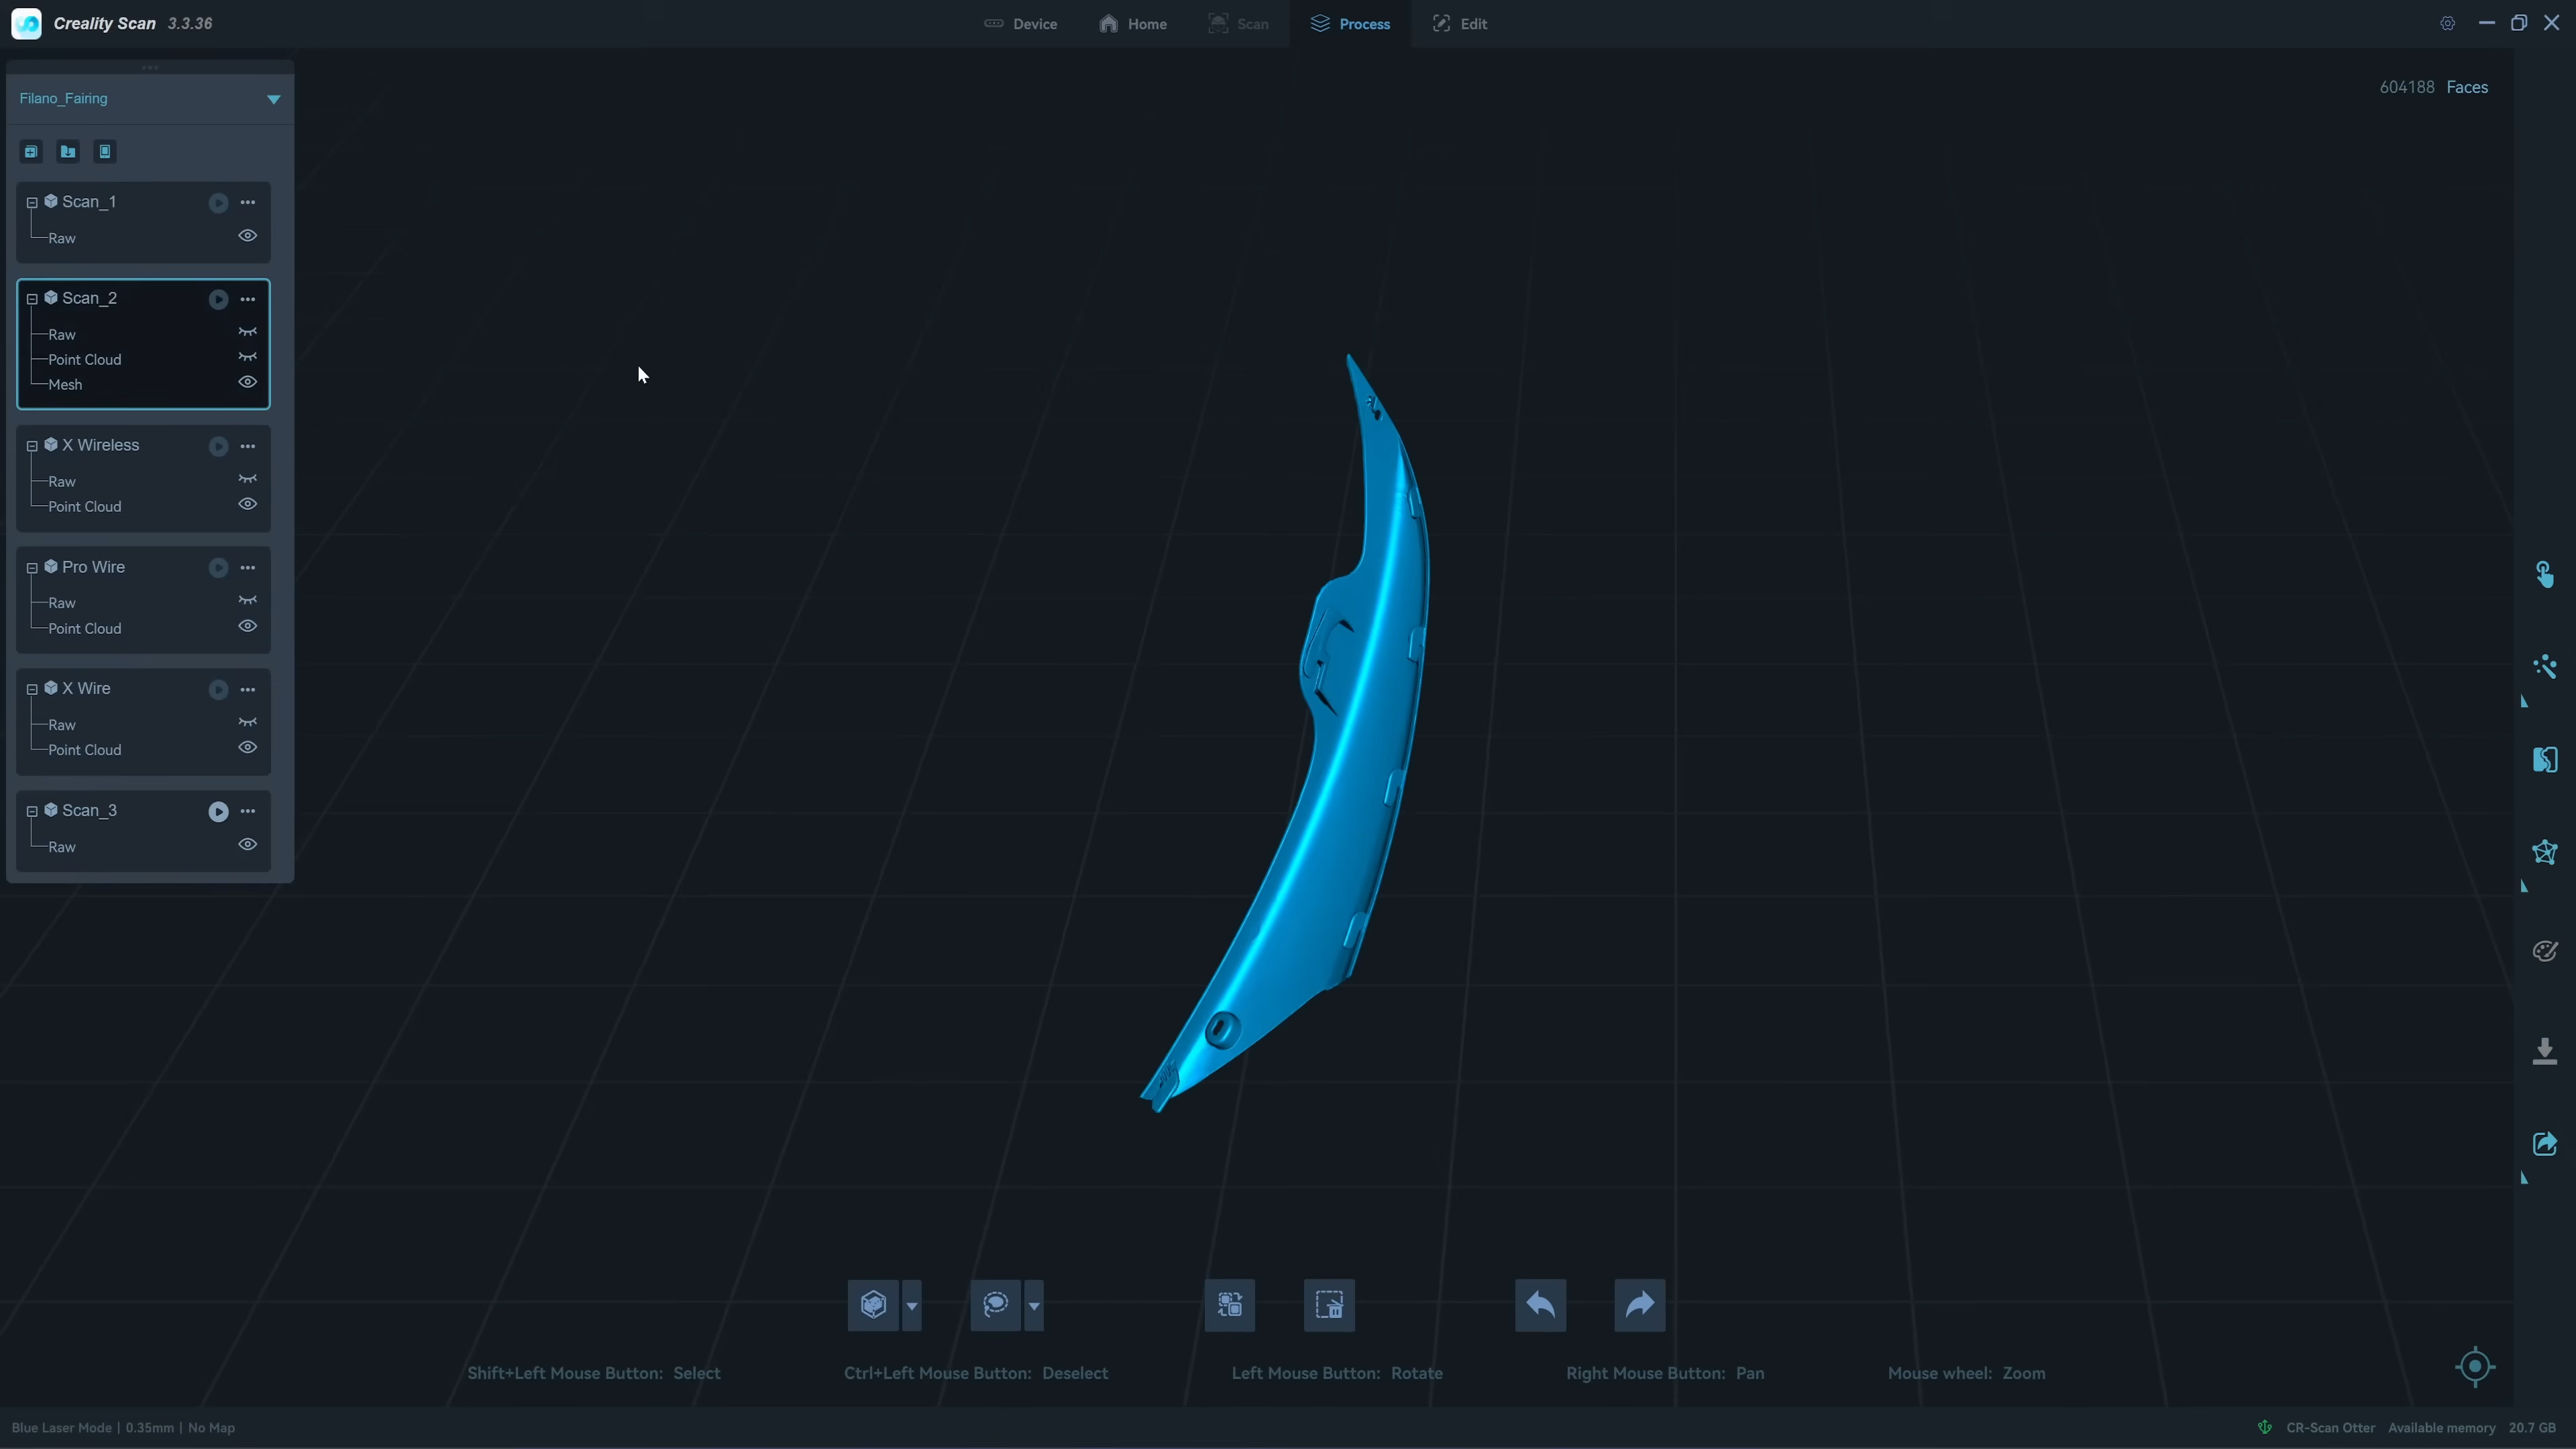 Creality Scan 3.3.36
Device Home Scan Process Edit
Filano_Fairing
604188 Faces
Scan_1
Raw
Scan_2
Raw
Point Cloud
Mesh
X Wireless
Raw
Point Cloud
Pro Wire
Raw
Point Cloud
X Wire
Raw
Point Cloud
Scan_3
Raw
Shift+Left Mouse Button: Select Ctrl+Left Mouse Button: Deselect Left Mouse Button: Rotate Right Mouse Button: Pan Mouse wheel: Zoom
Blue Laser Mode | 0.35mm | No Map CR-Scan Otter Available memory 20.7 GB